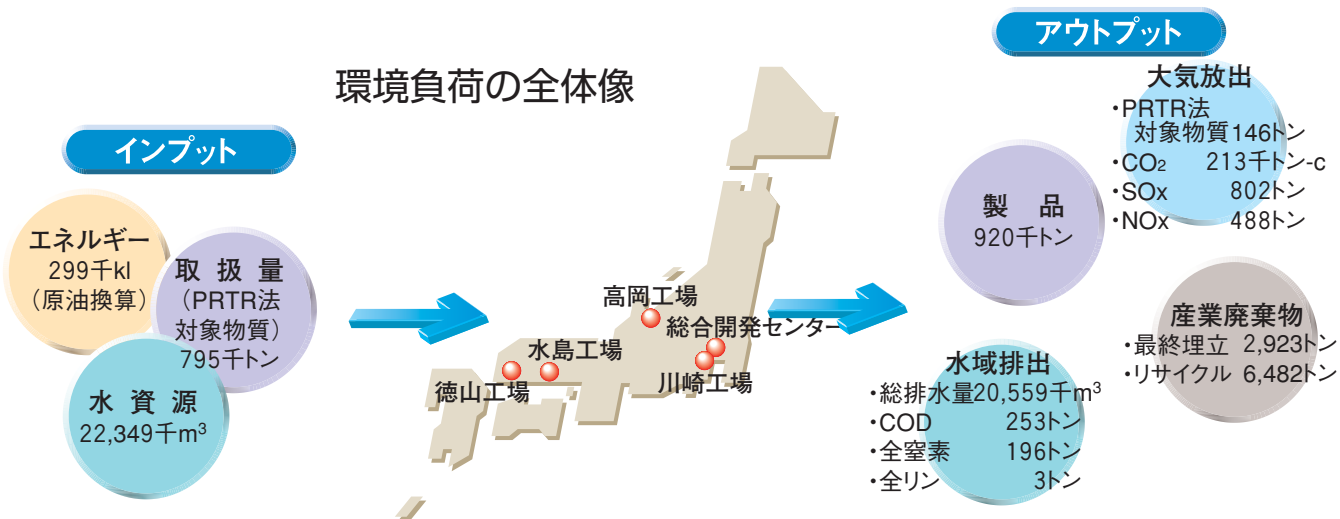 環境負荷の全体像
インプット
エネルギー
299千kl
（原油換算）
取扱量
（PRTR法
対象物質）
795千トン
水資源
22,349千m³
高岡工場
総合開発センター
水島工場
徳山工場
川崎工場
アウトプット
大気放出
・PRTR法
対象物質146トン
・CO₂ 213千トン-c
・SOx 802トン
・NOx 488トン
製品
920千トン
産業廃棄物
・最終埋立 2,923トン
・リサイクル 6,482トン
水域排出
・総排水量20,559千m³
・COD 253トン
・全窒素 196トン
・全リン 3トン